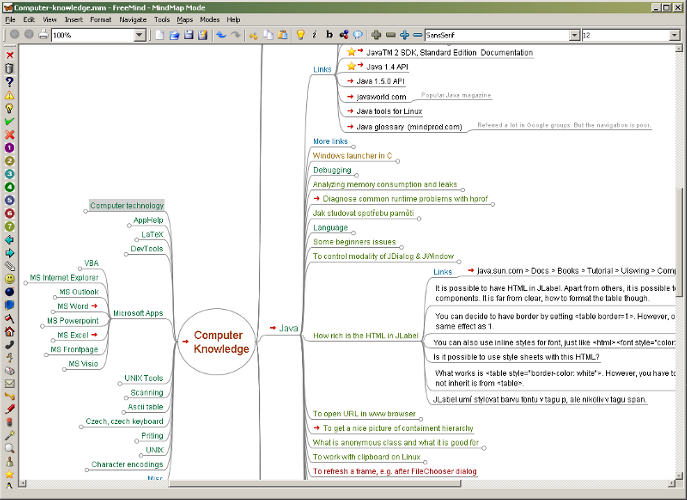 Computer-knowledge.mm - FreeMind - MindMap Mode
File Edit View Insert Format Navigate Tools Maps Modes Help
100%
SansSerif
12
Links
JavaTM 2 SDK, Standard Edition Documentation
Java 1.4 API
Java 1.5.0 API
javaworld.com Popular Java magazine
Java tools for Linux
Java glossary (mindprod.com) Refereed a lot in Google groups. But the navigation is poor.
More links
Windows launcher in C
Debugging
Analyzing memory consumption and leaks
Diagnose common runtime problems with hprof
Jak studovat spotřebu paměti
Language
Some beginners issues
To control modality of JDialog & JWindow
Computer technology
AppHelp
LaTeX
DevTools
VBA
MS Internet Explorer
MS Outlook
MS Word
MS Powerpoint
MS Excel
MS Frontpage
MS Visio
Microsoft Apps
Computer
Knowledge
Java
How rich is the HTML in JLabel
Links
java.sun.com > Docs > Books > Tutorial > Uiswing > Comp
It is possible to have HTML in JLabel. Apart from others, it is possible t
components. It is far from clear, how to format the table though.
You can decide to have border by setting <table border=1>. However, o
same effect as 1.
You can also use inline styles for font, just like <html><font style="color:
Is it possible to use style sheets with this HTML?
What works is <table style="border-color: white">. However, you have to
not inherit is from <table>.
JLabel umí stylovat barvu fontu v tagu p, ale nikoliv v tagu span.
UNIX Tools
Scanning
Ascii table
Czech, czech keyboard
Priting
UNIX
Character encodings
Misc
To open URL in www browser
To get a nice picture of containment hierarchy
What is anonymous class and what it is good for
To work with clipboard on Linux
To refresh a frame, e.g. after FileChooser dialog